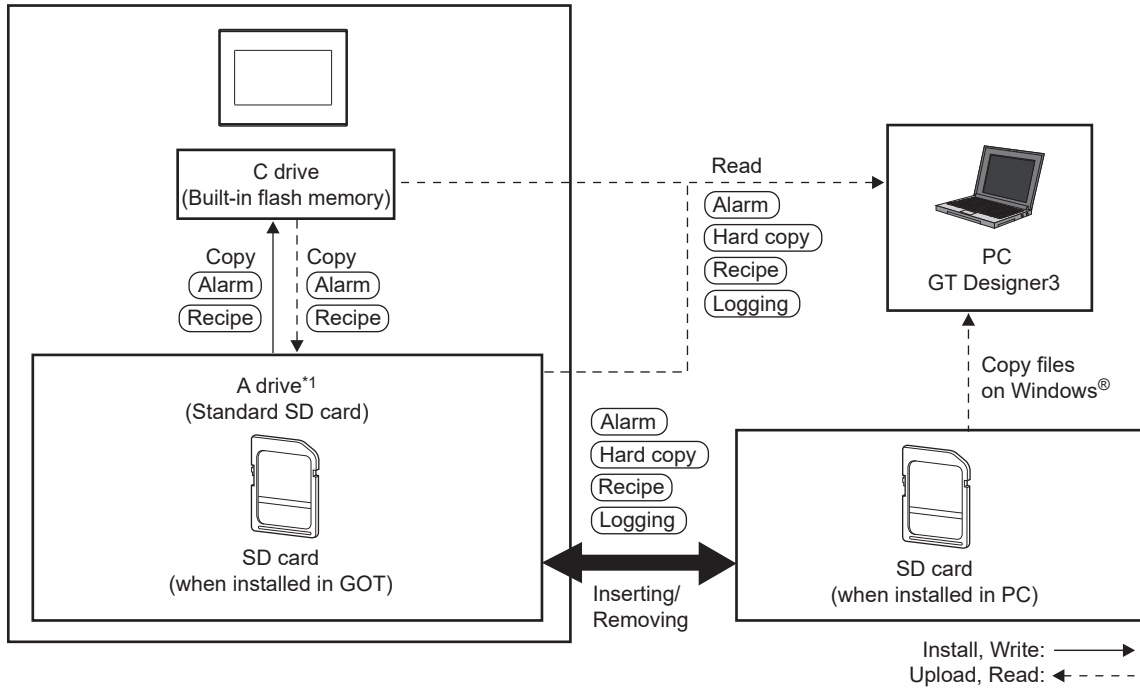 C drive
(Built-in flash memory)
Copy
Alarm
Recipe
Copy
Alarm
Recipe
Read
Alarm
Hard copy
Recipe
Logging
PC
GT Designer3
A drive*1
(Standard SD card)
SD card
(when installed in GOT)
Alarm
Hard copy
Recipe
Logging
Inserting/
Removing
Copy files
on Windows®
SD card
(when installed in PC)
Install, Write:
Upload, Read: